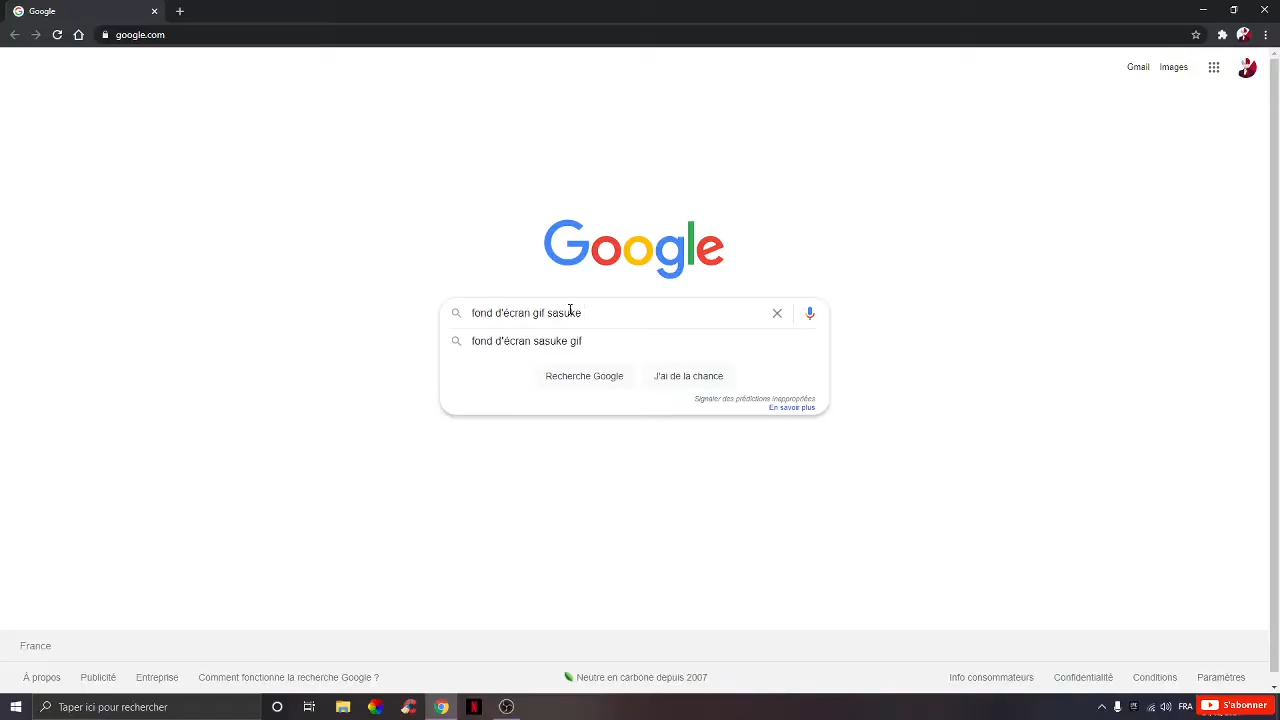 Google
google.com
Gmail Images
Google
fond d'écran gif sasuke
fond d'écran sasuke gif
Recherche Google J'ai de la chance
Signaler des prédictions inappropriées
En savoir plus
France
À propos Publicité Entreprise Comment fonctionne la recherche Google ? Neutre en carbone depuis 2007 Info consommateurs Confidentialité Conditions Paramètres
Taper ici pour rechercher FRA S'abonner